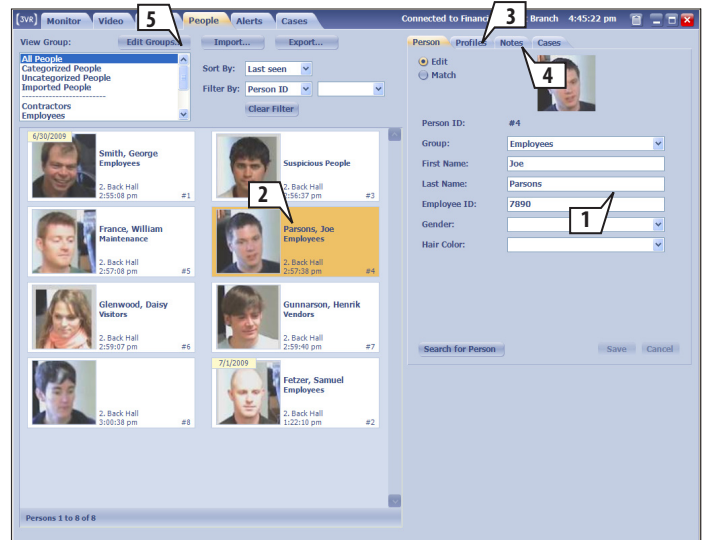 [3VR] Monitor Video People Alerts Cases Connected to Financi Branch 4:45:22 pm
5
3
View Group: Edit Groups... Import... Export...
All People
Categorized People
Uncategorized People
Imported People
------------------------
Contractors
Employees
Sort By: Last seen
Filter By: Person ID
Clear Filter
6/30/2009
Smith, George
Employees
2. Back Hall
2:55:08 pm #1
Suspicious People
2. Back Hall
2:56:37 pm #3
2
France, William
Maintenance
2. Back Hall
2:57:08 pm #5
Parsons, Joe
Employees
2. Back Hall
2:57:38 pm #4
Glenwood, Daisy
Visitors
2. Back Hall
2:59:07 pm #6
Gunnarson, Henrik
Vendors
2. Back Hall
2:59:40 pm #7
2. Back Hall
3:00:38 pm #8
7/1/2009
Fetzer, Samuel
Employees
2. Back Hall
1:22:10 pm #2
Persons 1 to 8 of 8
Person Profiles Notes Cases
4
Edit
Match
Person ID: #4
Group: Employees
First Name: Joe
Last Name: Parsons
Employee ID: 7890
1
Gender:
Hair Color:
Search for Person Save Cancel